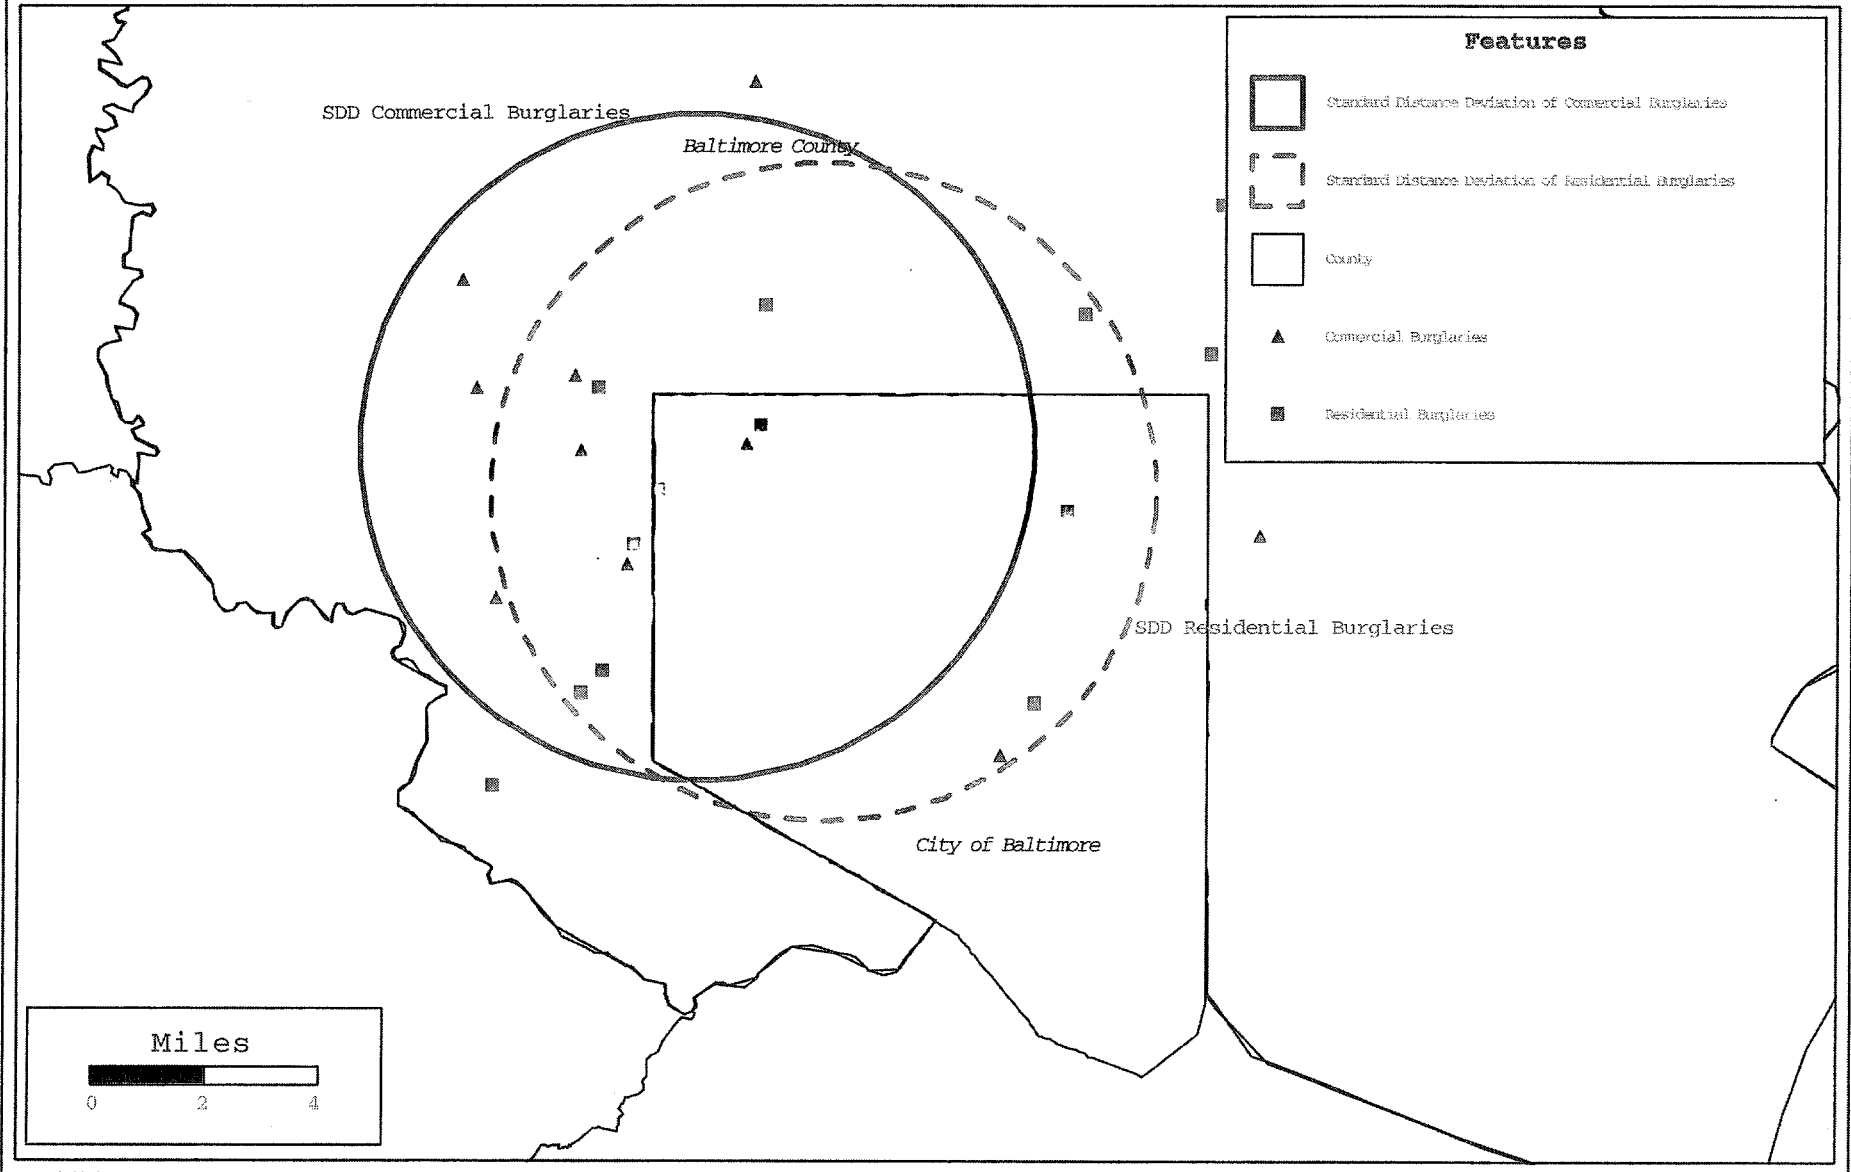 Features
SDD Commercial Burglaries
Standard Distance Deviation of Commercial Burglaries
Baltimore County
Standard Distance Deviation of Residential Burglaries
County
Commercial Burglaries
Residential Burglaries
SDD Residential Burglaries
City of Baltimore
Miles
0 2 4